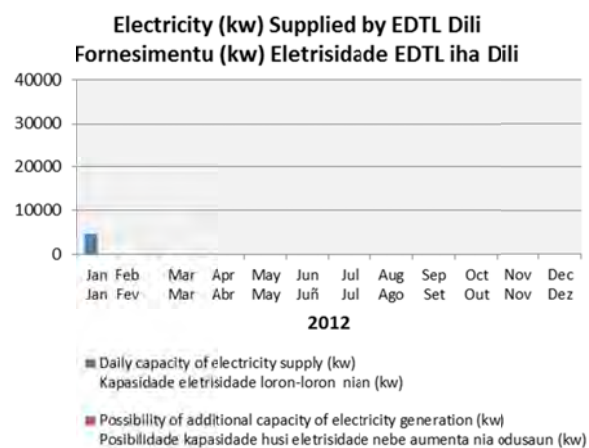 Electricity (kw) Supplied by EDTL Dili
Fornesimentu (kw) Eletrisidade EDTL iha Dili
40000
30000
20000
10000
0
Jan Feb Mar Apr May Jun Jul Aug Sep Oct Nov Dec
Jan Fev Mar Abr May Juñ Jul Ago Set Out Nov Dez
2012
Daily capacity of electricity supply (kw)
Kapasidade eletrisidade loron-loron nian (kw)
Possibility of additional capacity of electricity generation (kw)
Posibilidade kapasidade husi eletrisidade nebe aumenta nia odusaun (kw)